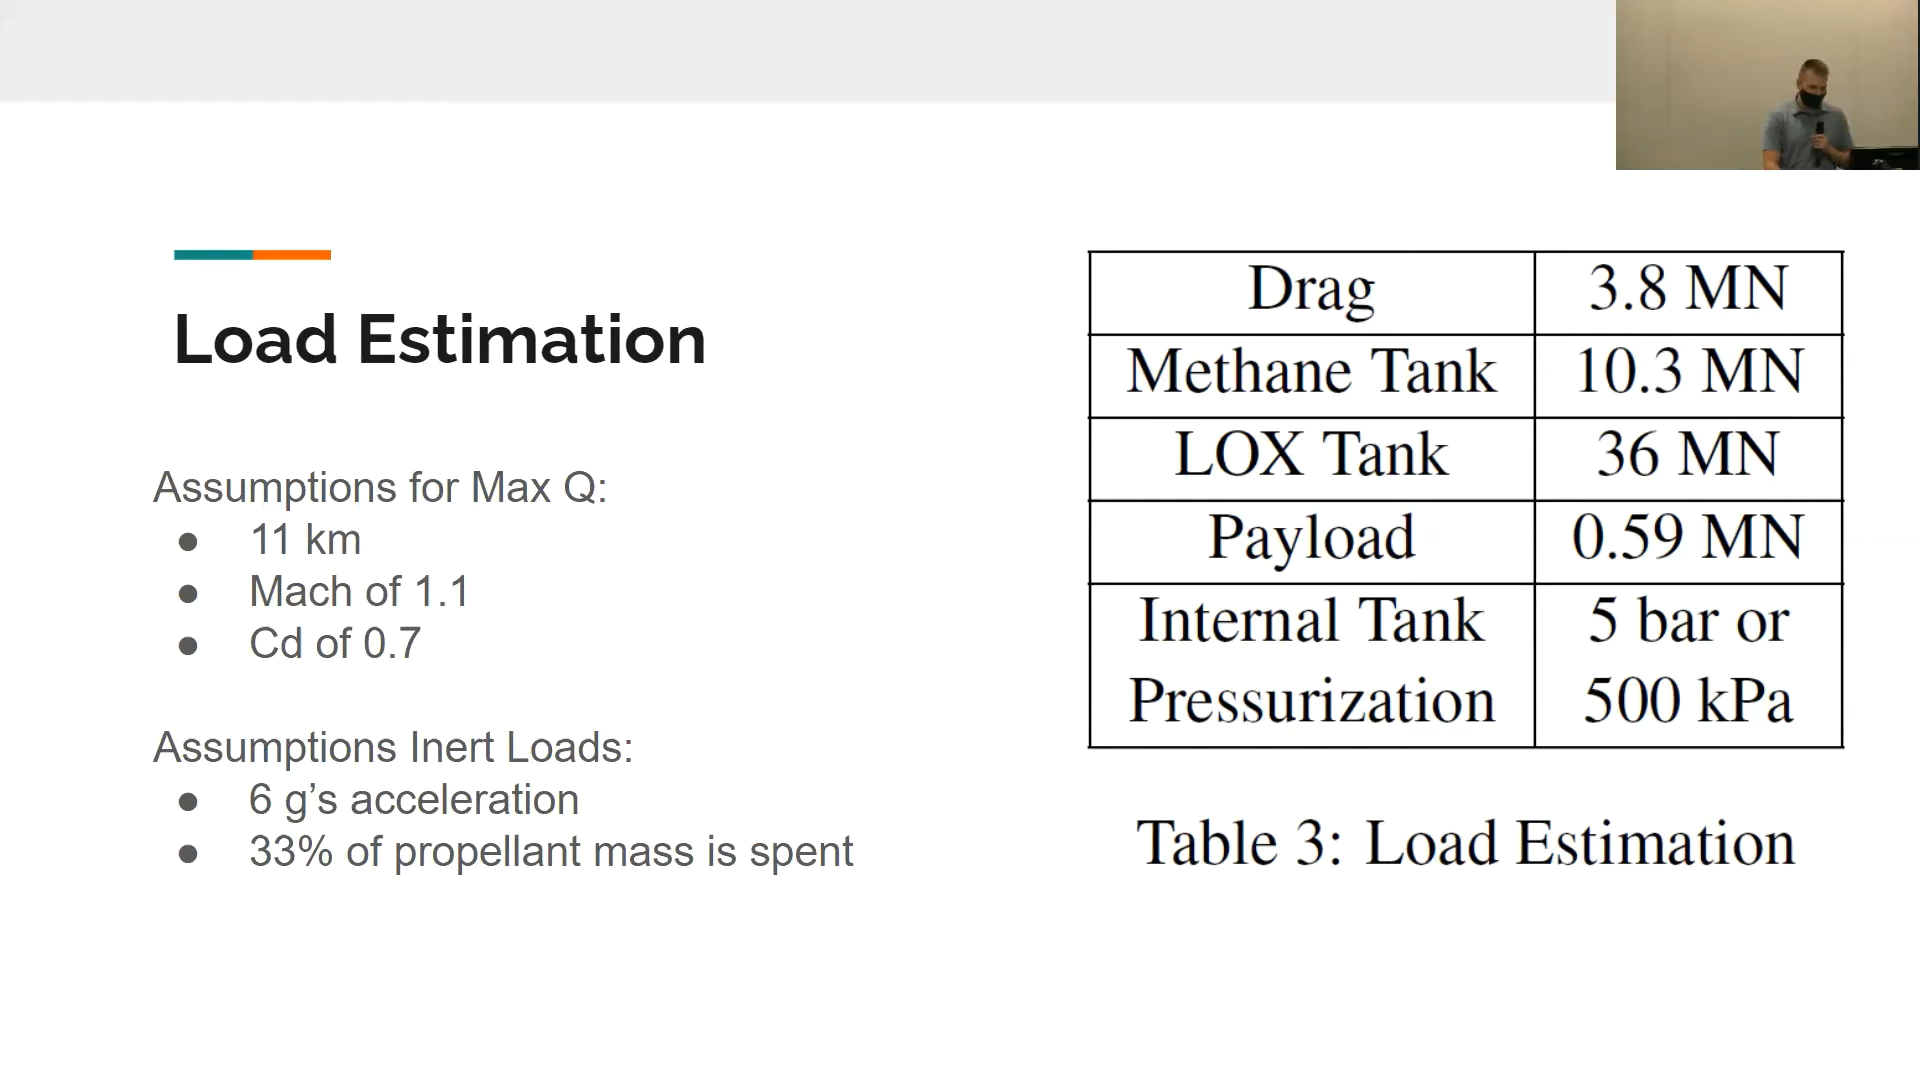 Load Estimation
Assumptions for Max Q:
● 11 km
● Mach of 1.1
● Cd of 0.7
Assumptions Inert Loads:
● 6 g’s acceleration
● 33% of propellant mass is spent
Drag 3.8 MN
Methane Tank 10.3 MN
LOX Tank 36 MN
Payload 0.59 MN
Internal Tank 5 bar or
Pressurization 500 kPa
Table 3: Load Estimation